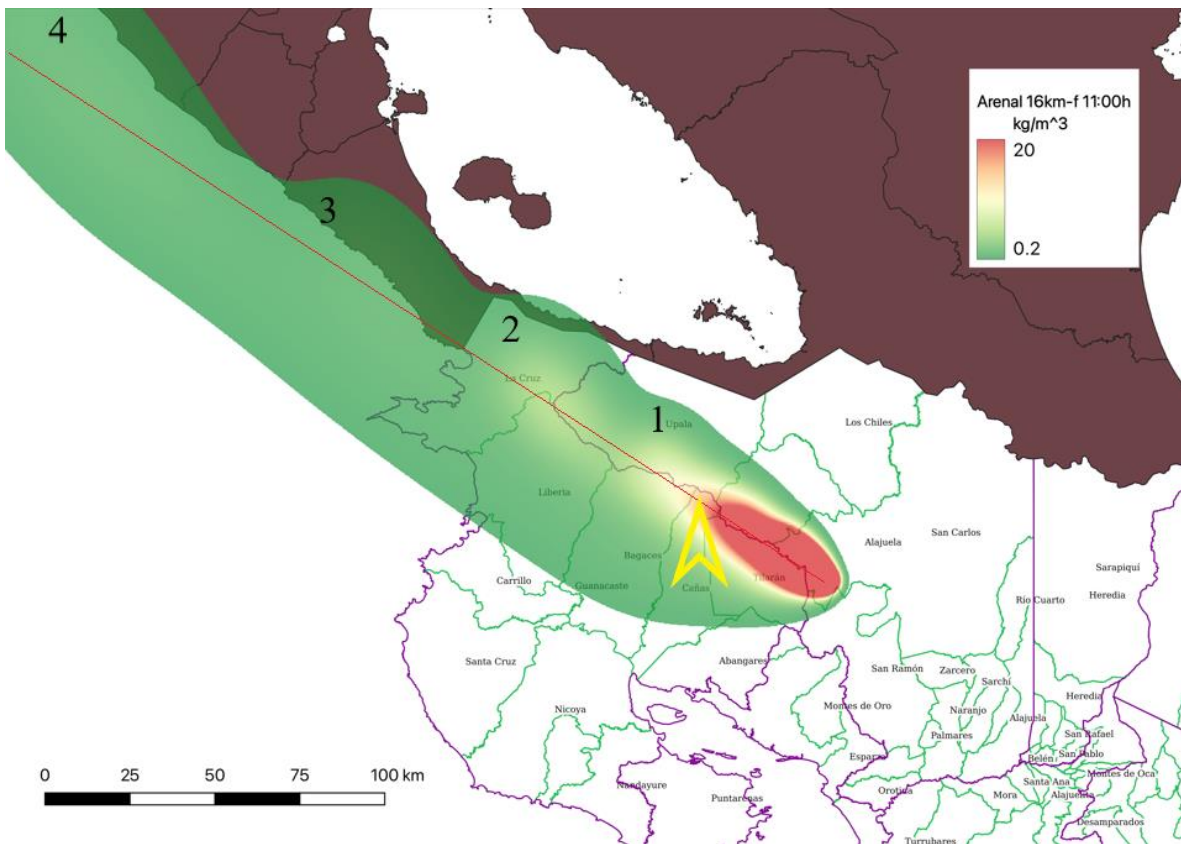 4
Arenal 16km-f 11:00h
kg/m^3
20
0.2
3
2
La Cruz
1
Upala
Los Chiles
Liberia
San Carlos
Alajuela
Bagaces
Sarapiquí
Carrillo
Guanacaste
Cañas
Tilarán
Heredia
Río Cuarto
Santa Cruz
Abangares
San Ramón
Zarcero
Sarchí
Heredia
Nicoya
Montes de Oro
Naranjo
Alajuela
Palmares
San Rafael
Esparza
Belén
San Pablo
0 25 50 75 100 km
Nandayure
Puntarenas
Orotina
Mora
Santa Ana
Alajuelita
Montes de Oca
Desamparados
Turrubares